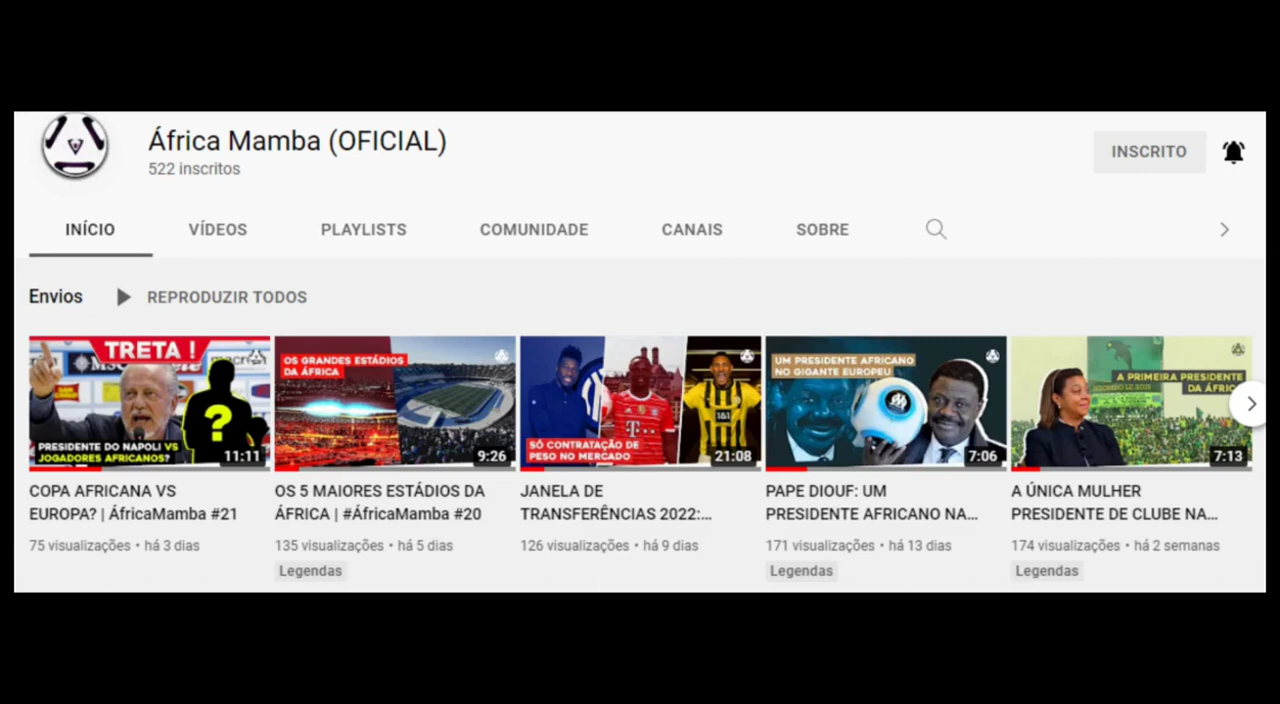 África Mamba (OFICIAL)
522 inscritos
INSCRITO
INÍCIO VÍDEOS PLAYLISTS COMUNIDADE CANAIS SOBRE
Envios REPRODUZIR TODOS
TRETA !
MSC
macron
?
PRESIDENTE DO NAPOLI VS
JOGADORES AFRICANOS?
11:11
OS GRANDES ESTÁDIOS
DA ÁFRICA
9:26
T
1&1
SÓ CONTRATAÇÃO DE
PESO NO MERCADO
21:08
UM PRESIDENTE AFRICANO
NO GIGANTE EUROPEU
7:06
A PRIMEIRA PRESIDENTE
DA ÁFRIC
7:13
COPA AFRICANA VS
EUROPA? | ÁfricaMamba #21
75 visualizações • há 3 dias
OS 5 MAIORES ESTÁDIOS DA
ÁFRICA | #ÁfricaMamba #20
135 visualizações • há 5 dias
Legendas
JANELA DE
TRANSFERÊNCIAS 2022:...
126 visualizações • há 9 dias
PAPE DIOUF: UM
PRESIDENTE AFRICANO NA...
171 visualizações • há 13 dias
Legendas
A ÚNICA MULHER
PRESIDENTE DE CLUBE NA...
174 visualizações • há 2 semanas
Legendas